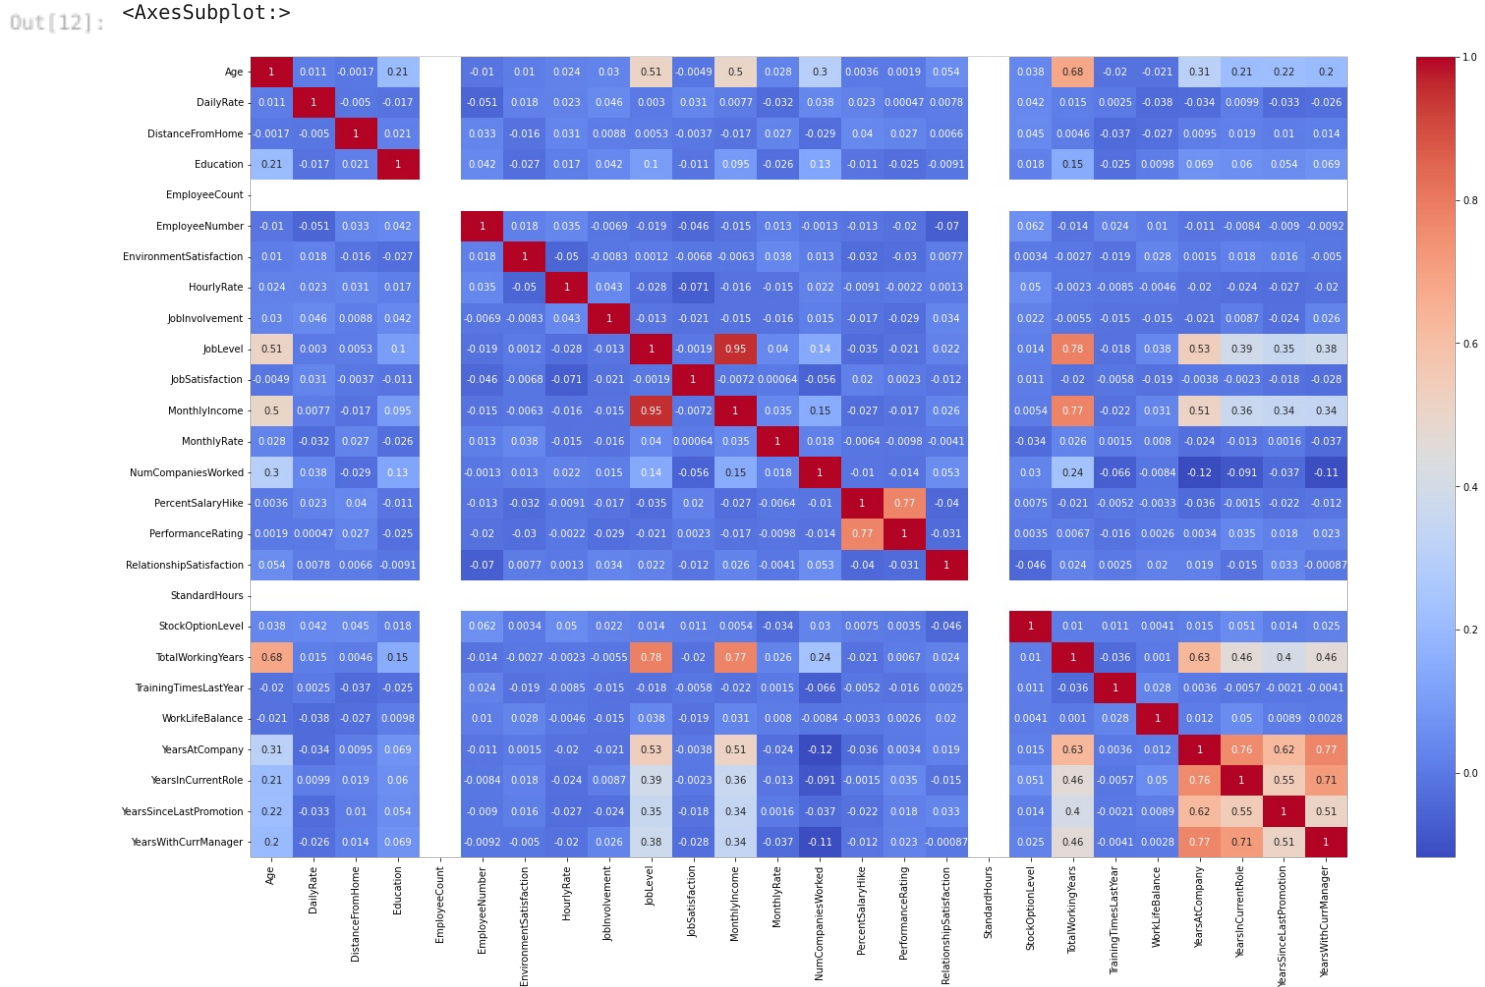 Out[12]: <AxesSubplot:>
Age 1 0.011 -0.0017 0.21 -0.01 0.01 0.024 0.03 0.51 -0.0049 0.5 0.028 0.3 0.0036 0.0019 0.054 0.038 0.68 -0.02 -0.021 0.31 0.21 0.22 0.2
DailyRate 0.011 1 -0.005 -0.017 -0.051 0.018 0.023 0.046 0.003 0.031 0.0077 -0.032 0.038 0.023 0.00047 0.0078 0.042 0.015 0.0025 -0.038 -0.034 0.0099 -0.033 -0.026
DistanceFromHome -0.0017 -0.005 1 0.021 0.033 -0.016 0.031 0.0088 0.0053 -0.0037 -0.017 0.027 -0.029 0.04 0.027 0.0066 0.045 0.0046 -0.037 -0.027 0.0095 0.019 0.01 0.014
Education 0.21 -0.017 0.021 1 0.042 -0.027 0.017 0.042 0.1 -0.011 0.095 -0.026 0.13 -0.011 -0.025 -0.0091 0.018 0.15 -0.025 0.0098 0.069 0.06 0.054 0.069
EmployeeCount
EmployeeNumber -0.01 -0.051 0.033 0.042 1 0.018 0.035 -0.0069 -0.019 -0.046 -0.015 0.013 -0.0013 -0.013 -0.02 -0.07 0.062 -0.014 0.024 0.01 -0.011 -0.0084 -0.009 -0.0092
EnvironmentSatisfaction 0.01 0.018 -0.016 -0.027 0.018 1 -0.05 -0.0083 0.0012 -0.0068 -0.0063 0.038 0.013 -0.032 -0.03 0.0077 0.0034 -0.0027 -0.019 0.028 0.0015 0.018 0.016 -0.005
HourlyRate 0.024 0.023 0.031 0.017 0.035 -0.05 1 0.043 -0.028 -0.071 -0.016 -0.015 0.022 -0.0091 -0.0022 0.0013 0.05 -0.0023 -0.0085 -0.0046 -0.02 -0.024 -0.027 -0.02
JobInvolvement 0.03 0.046 0.0088 0.042 -0.0069 -0.0083 0.043 1 -0.013 -0.021 -0.015 -0.016 0.015 -0.017 -0.029 0.034 0.022 -0.0055 -0.015 -0.015 -0.021 0.0087 -0.024 0.026
JobLevel 0.51 0.003 0.0053 0.1 -0.019 0.0012 -0.028 -0.013 1 -0.0019 0.95 0.04 0.14 -0.035 -0.021 0.022 0.014 0.78 -0.018 0.038 0.53 0.39 0.35 0.38
JobSatisfaction -0.0049 0.031 -0.0037 -0.011 -0.046 -0.0068 -0.071 -0.021 -0.0019 1 -0.0072 0.00064 -0.056 0.02 0.0023 -0.012 0.011 -0.02 -0.0058 -0.019 -0.0038 -0.0023 -0.018 -0.028
MonthlyIncome 0.5 0.0077 -0.017 0.095 -0.015 -0.0063 -0.016 -0.015 0.95 -0.0072 1 0.035 0.15 -0.027 -0.017 0.026 0.0054 0.77 -0.022 0.031 0.51 0.36 0.34 0.34
MonthlyRate 0.028 -0.032 0.027 -0.026 0.013 0.038 -0.015 -0.016 0.04 0.00064 0.035 1 0.018 -0.0064 -0.0098 -0.0041 -0.034 0.026 0.0015 0.008 -0.024 -0.013 0.0016 -0.037
NumCompaniesWorked 0.3 0.038 -0.029 0.13 -0.0013 0.013 0.022 0.015 0.14 -0.056 0.15 0.018 1 -0.01 -0.014 0.053 0.03 0.24 -0.066 -0.0084 -0.12 -0.091 -0.037 -0.11
PercentSalaryHike 0.0036 0.023 0.04 -0.011 -0.013 -0.032 -0.0091 -0.017 -0.035 0.02 -0.027 -0.0064 -0.01 1 0.77 -0.04 0.0075 -0.021 -0.0052 -0.0033 -0.036 -0.0015 -0.022 -0.012
PerformanceRating 0.0019 0.00047 0.027 -0.025 -0.02 -0.03 -0.0022 -0.029 -0.021 0.0023 -0.017 -0.0098 -0.014 0.77 1 -0.031 0.0035 0.0067 -0.016 0.0026 0.0034 0.035 0.018 0.023
RelationshipSatisfaction 0.054 0.0078 0.0066 -0.0091 -0.07 0.0077 0.0013 0.034 0.022 -0.012 0.026 -0.0041 0.053 -0.04 -0.031 1 -0.046 0.024 0.0025 0.02 0.019 -0.015 0.033 -0.00087
StandardHours
StockOptionLevel 0.038 0.042 0.045 0.018 0.062 0.0034 0.05 0.022 0.014 0.011 0.0054 -0.034 0.03 0.0075 0.0035 -0.046 1 0.01 0.011 0.0041 0.015 0.051 0.014 0.025
TotalWorkingYears 0.68 0.015 0.0046 0.15 -0.014 -0.0027 -0.0023 -0.0055 0.78 -0.02 0.77 0.026 0.24 -0.021 0.0067 0.024 0.01 1 -0.036 0.001 0.63 0.46 0.4 0.46
TrainingTimesLastYear -0.02 0.0025 -0.037 -0.025 0.024 -0.019 -0.0085 -0.015 -0.018 -0.0058 -0.022 0.0015 -0.066 -0.0052 -0.016 0.0025 0.011 -0.036 1 0.028 0.0036 -0.0057 -0.0021 -0.0041
WorkLifeBalance -0.021 -0.038 -0.027 0.0098 0.01 0.028 -0.0046 -0.015 0.038 -0.019 0.031 0.008 -0.0084 -0.0033 0.0026 0.02 0.0041 0.001 0.028 1 0.012 0.05 0.0089 0.0028
YearsAtCompany 0.31 -0.034 0.0095 0.069 -0.011 0.0015 -0.02 -0.021 0.53 -0.0038 0.51 -0.024 -0.12 -0.036 0.0034 0.019 0.015 0.63 0.0036 0.012 1 0.76 0.62 0.77
YearsInCurrentRole 0.21 0.0099 0.019 0.06 -0.0084 0.018 -0.024 0.0087 0.39 -0.0023 0.36 -0.013 -0.091 -0.0015 0.035 -0.015 0.051 0.46 -0.0057 0.05 0.76 1 0.55 0.71
YearsSinceLastPromotion 0.22 -0.033 0.01 0.054 -0.009 0.016 -0.027 -0.024 0.35 -0.018 0.34 0.0016 -0.037 -0.022 0.018 0.033 0.014 0.4 -0.0021 0.0089 0.62 0.55 1 0.51
YearsWithCurrManager 0.2 -0.026 0.014 0.069 -0.0092 -0.005 -0.02 0.026 0.38 -0.028 0.34 -0.037 -0.11 -0.012 0.023 -0.00087 0.025 0.46 -0.0041 0.0028 0.77 0.71 0.51 1
Age
DailyRate
DistanceFromHome
Education
EmployeeCount
EmployeeNumber
EnvironmentSatisfaction
HourlyRate
JobInvolvement
JobLevel
JobSatisfaction
MonthlyIncome
MonthlyRate
NumCompaniesWorked
PercentSalaryHike
PerformanceRating
RelationshipSatisfaction
StandardHours
StockOptionLevel
TotalWorkingYears
TrainingTimesLastYear
WorkLifeBalance
YearsAtCompany
YearsInCurrentRole
YearsSinceLastPromotion
YearsWithCurrManager
1.0
0.8
0.6
0.4
0.2
0.0